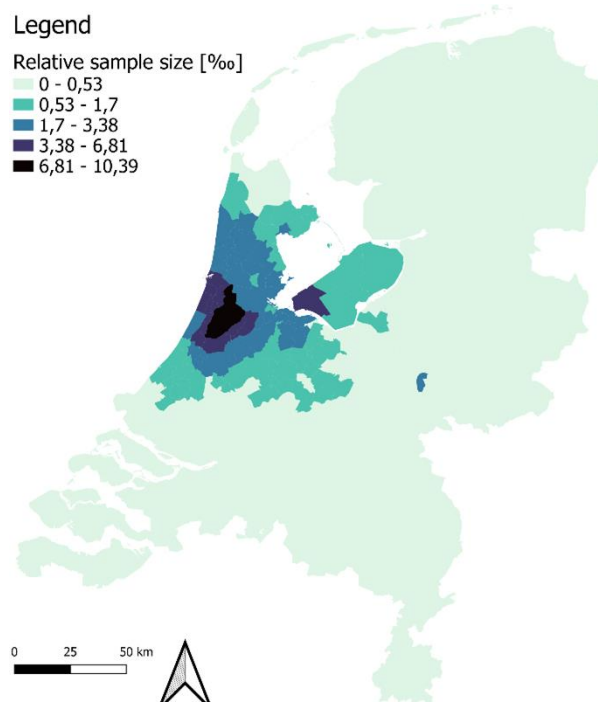 Legend
Relative sample size [‰]
0 - 0,53
0,53 - 1,7
1,7 - 3,38
3,38 - 6,81
6,81 - 10,39
0 25 50 km